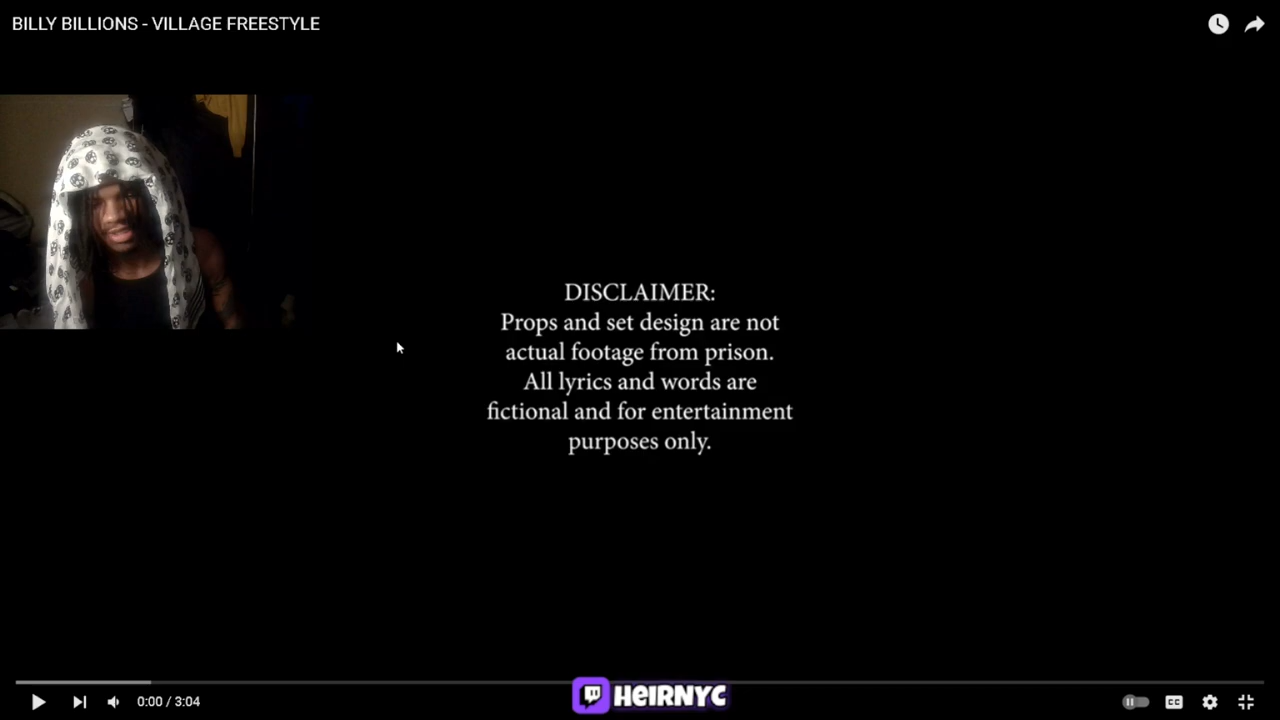 BILLY BILLIONS - VILLAGE FREESTYLE
DISCLAIMER:
Props and set design are not
actual footage from prison.
All lyrics and words are
fictional and for entertainment
purposes only.
0:00 / 3:04
HEIRNYC
CC